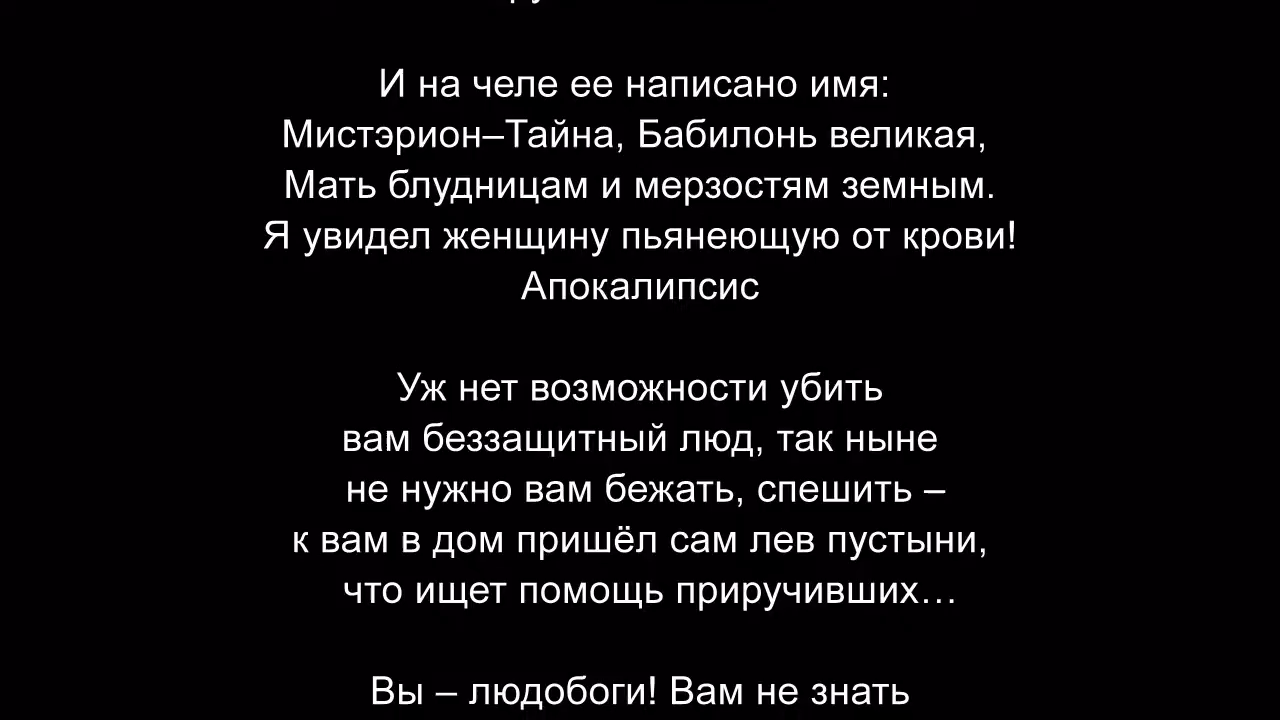 И на челе ее написано имя:
Мистэрион–Тайна, Бабилонь великая,
Мать блудницам и мерзостям земным.
Я увидел женщину пьянеющую от крови!
Апокалипсис
Уж нет возможности убить
вам беззащитный люд, так ныне
не нужно вам бежать, спешить –
к вам в дом пришёл сам лев пустыни,
что ищет помощь приручивших…
Вы – людобоги! Вам не знать